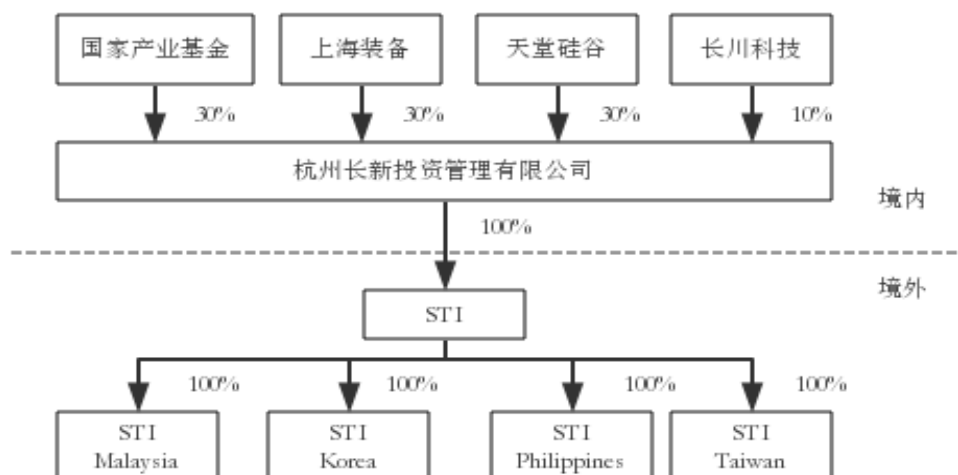 国家产业基金 上海装备 天堂硅谷 长川科技
30% 30% 30% 10%
杭州长新投资管理有限公司
境内
100%
境外
STI
100% 100% 100% 100%
STI STI STI STI
Malaysia Korea Philippines Taiwan